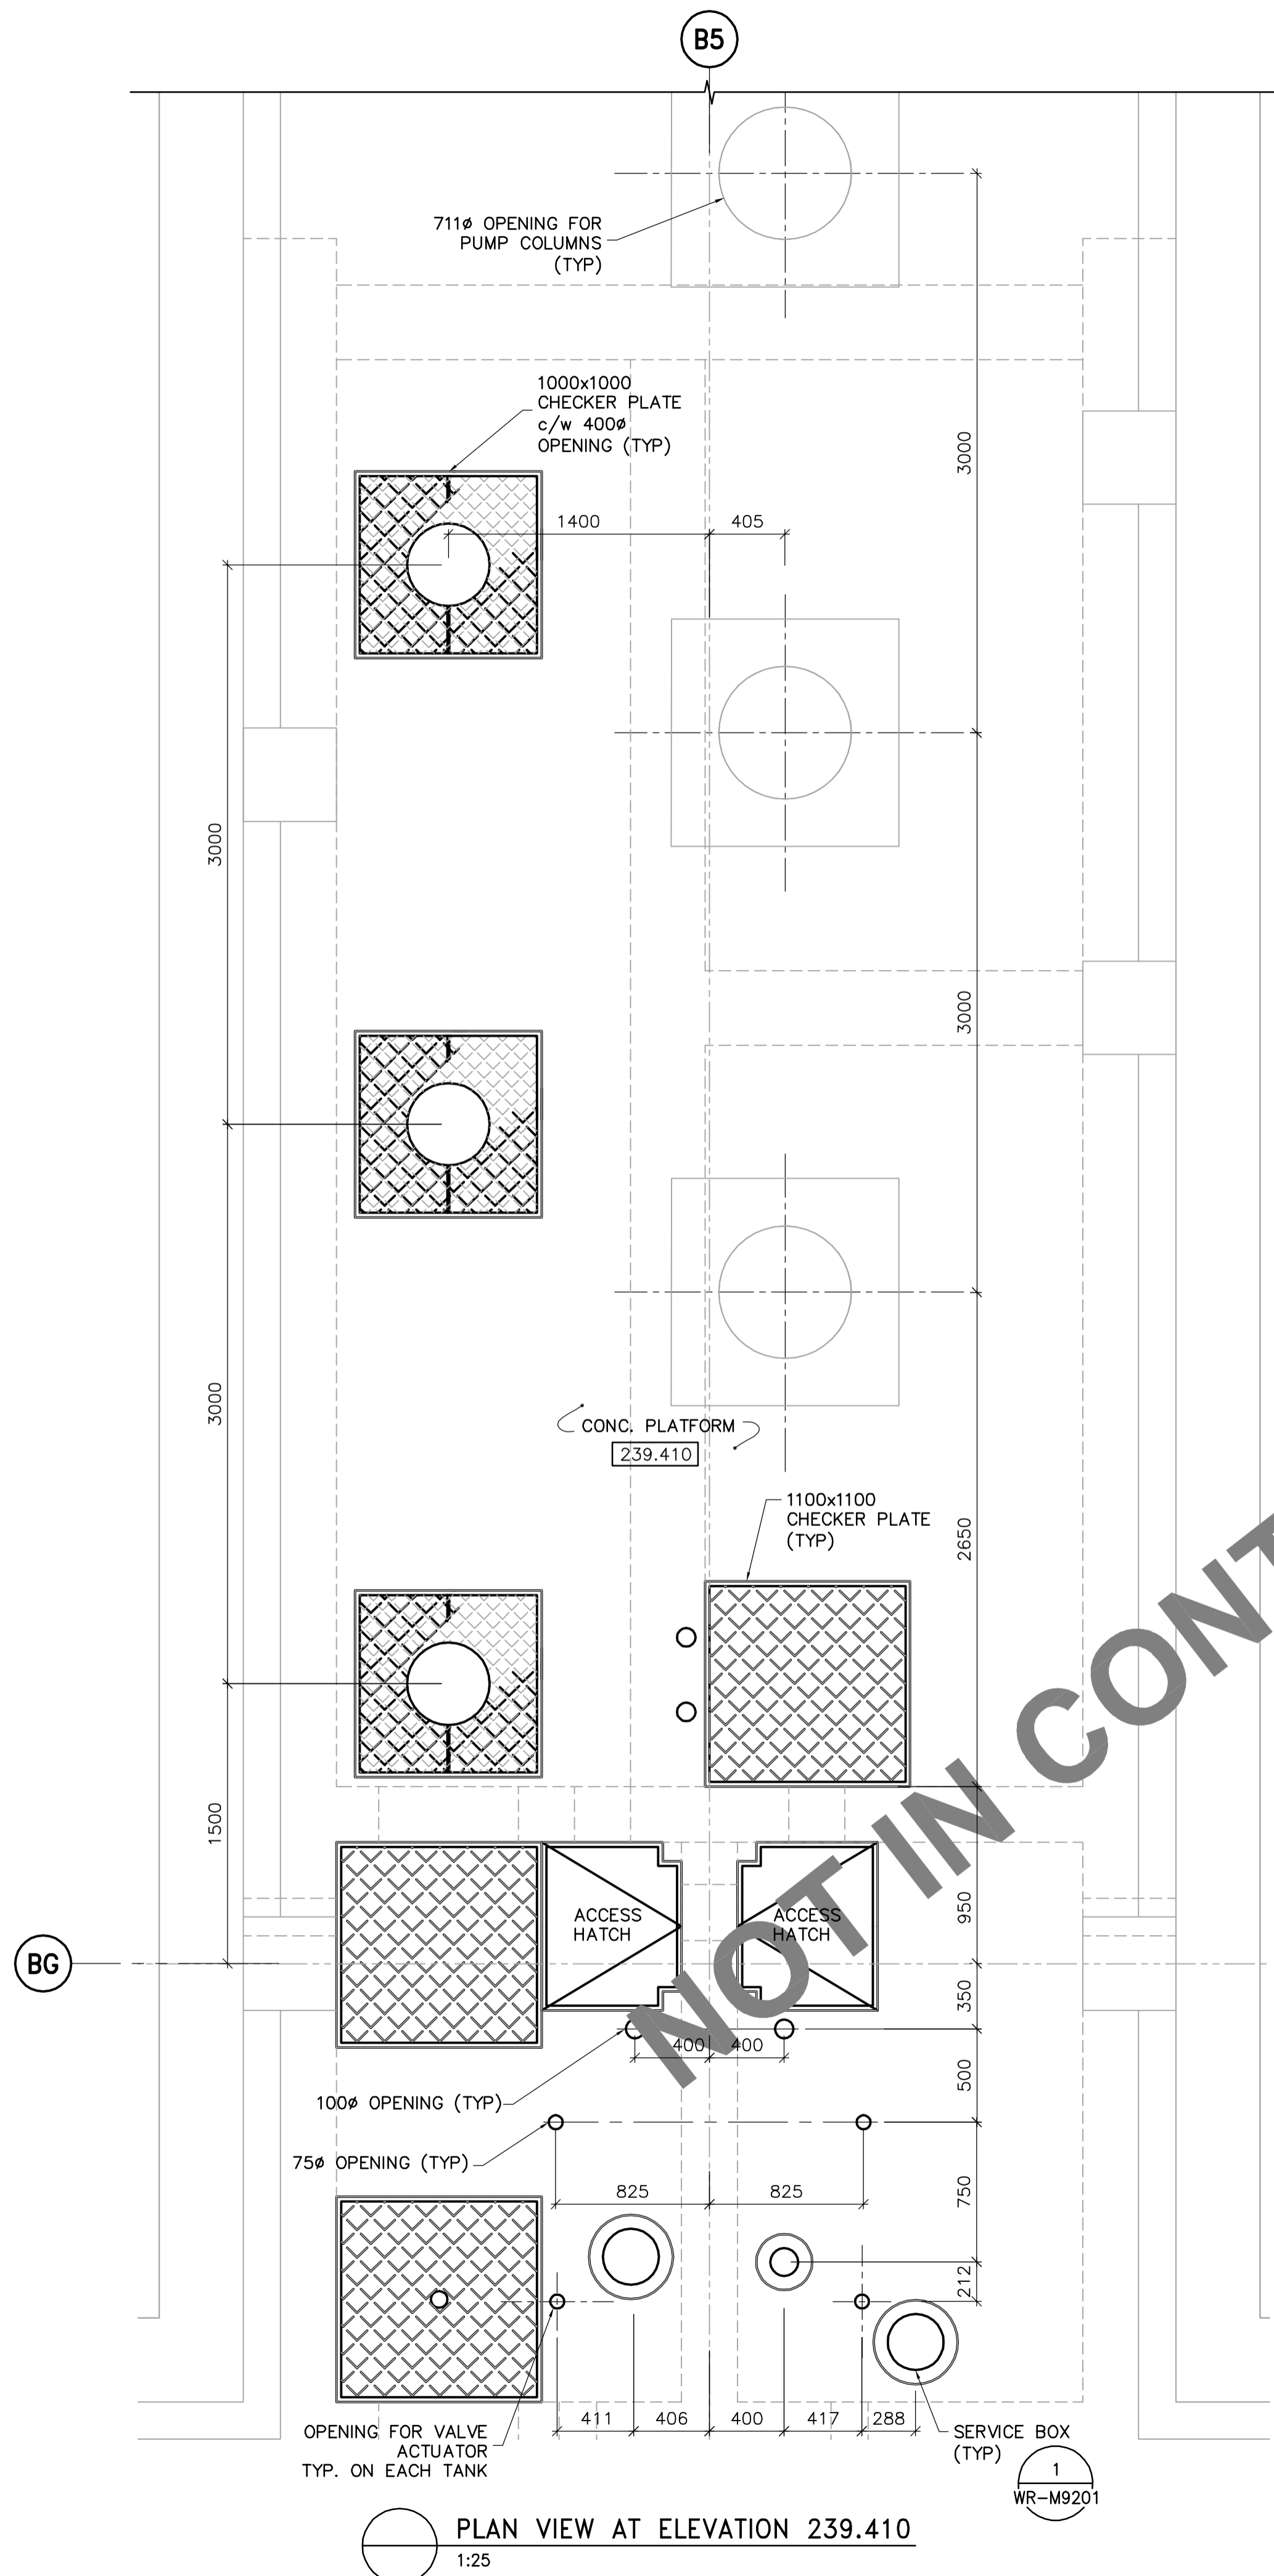 B5
711ø OPENING FOR
PUMP COLUMNS
(TYP)
1000x1000
CHECKER PLATE
c/w 400ø
OPENING (TYP)
3000
1400
405
3000
3000
3000
CONC. PLATFORM
239.410
1100x1100
CHECKER PLATE
(TYP)
2650
1500
ACCESS
HATCH
ACCESS
HATCH
950
BG
350
400
400
500
100ø OPENING (TYP)
75ø OPENING (TYP)
825
825
750
212
411
406
400
417
288
OPENING FOR VALVE
ACTUATOR
TYP. ON EACH TANK
SERVICE BOX
(TYP)
1
WR-M9201
PLAN VIEW AT ELEVATION 239.410
1:25
NOT IN CONT